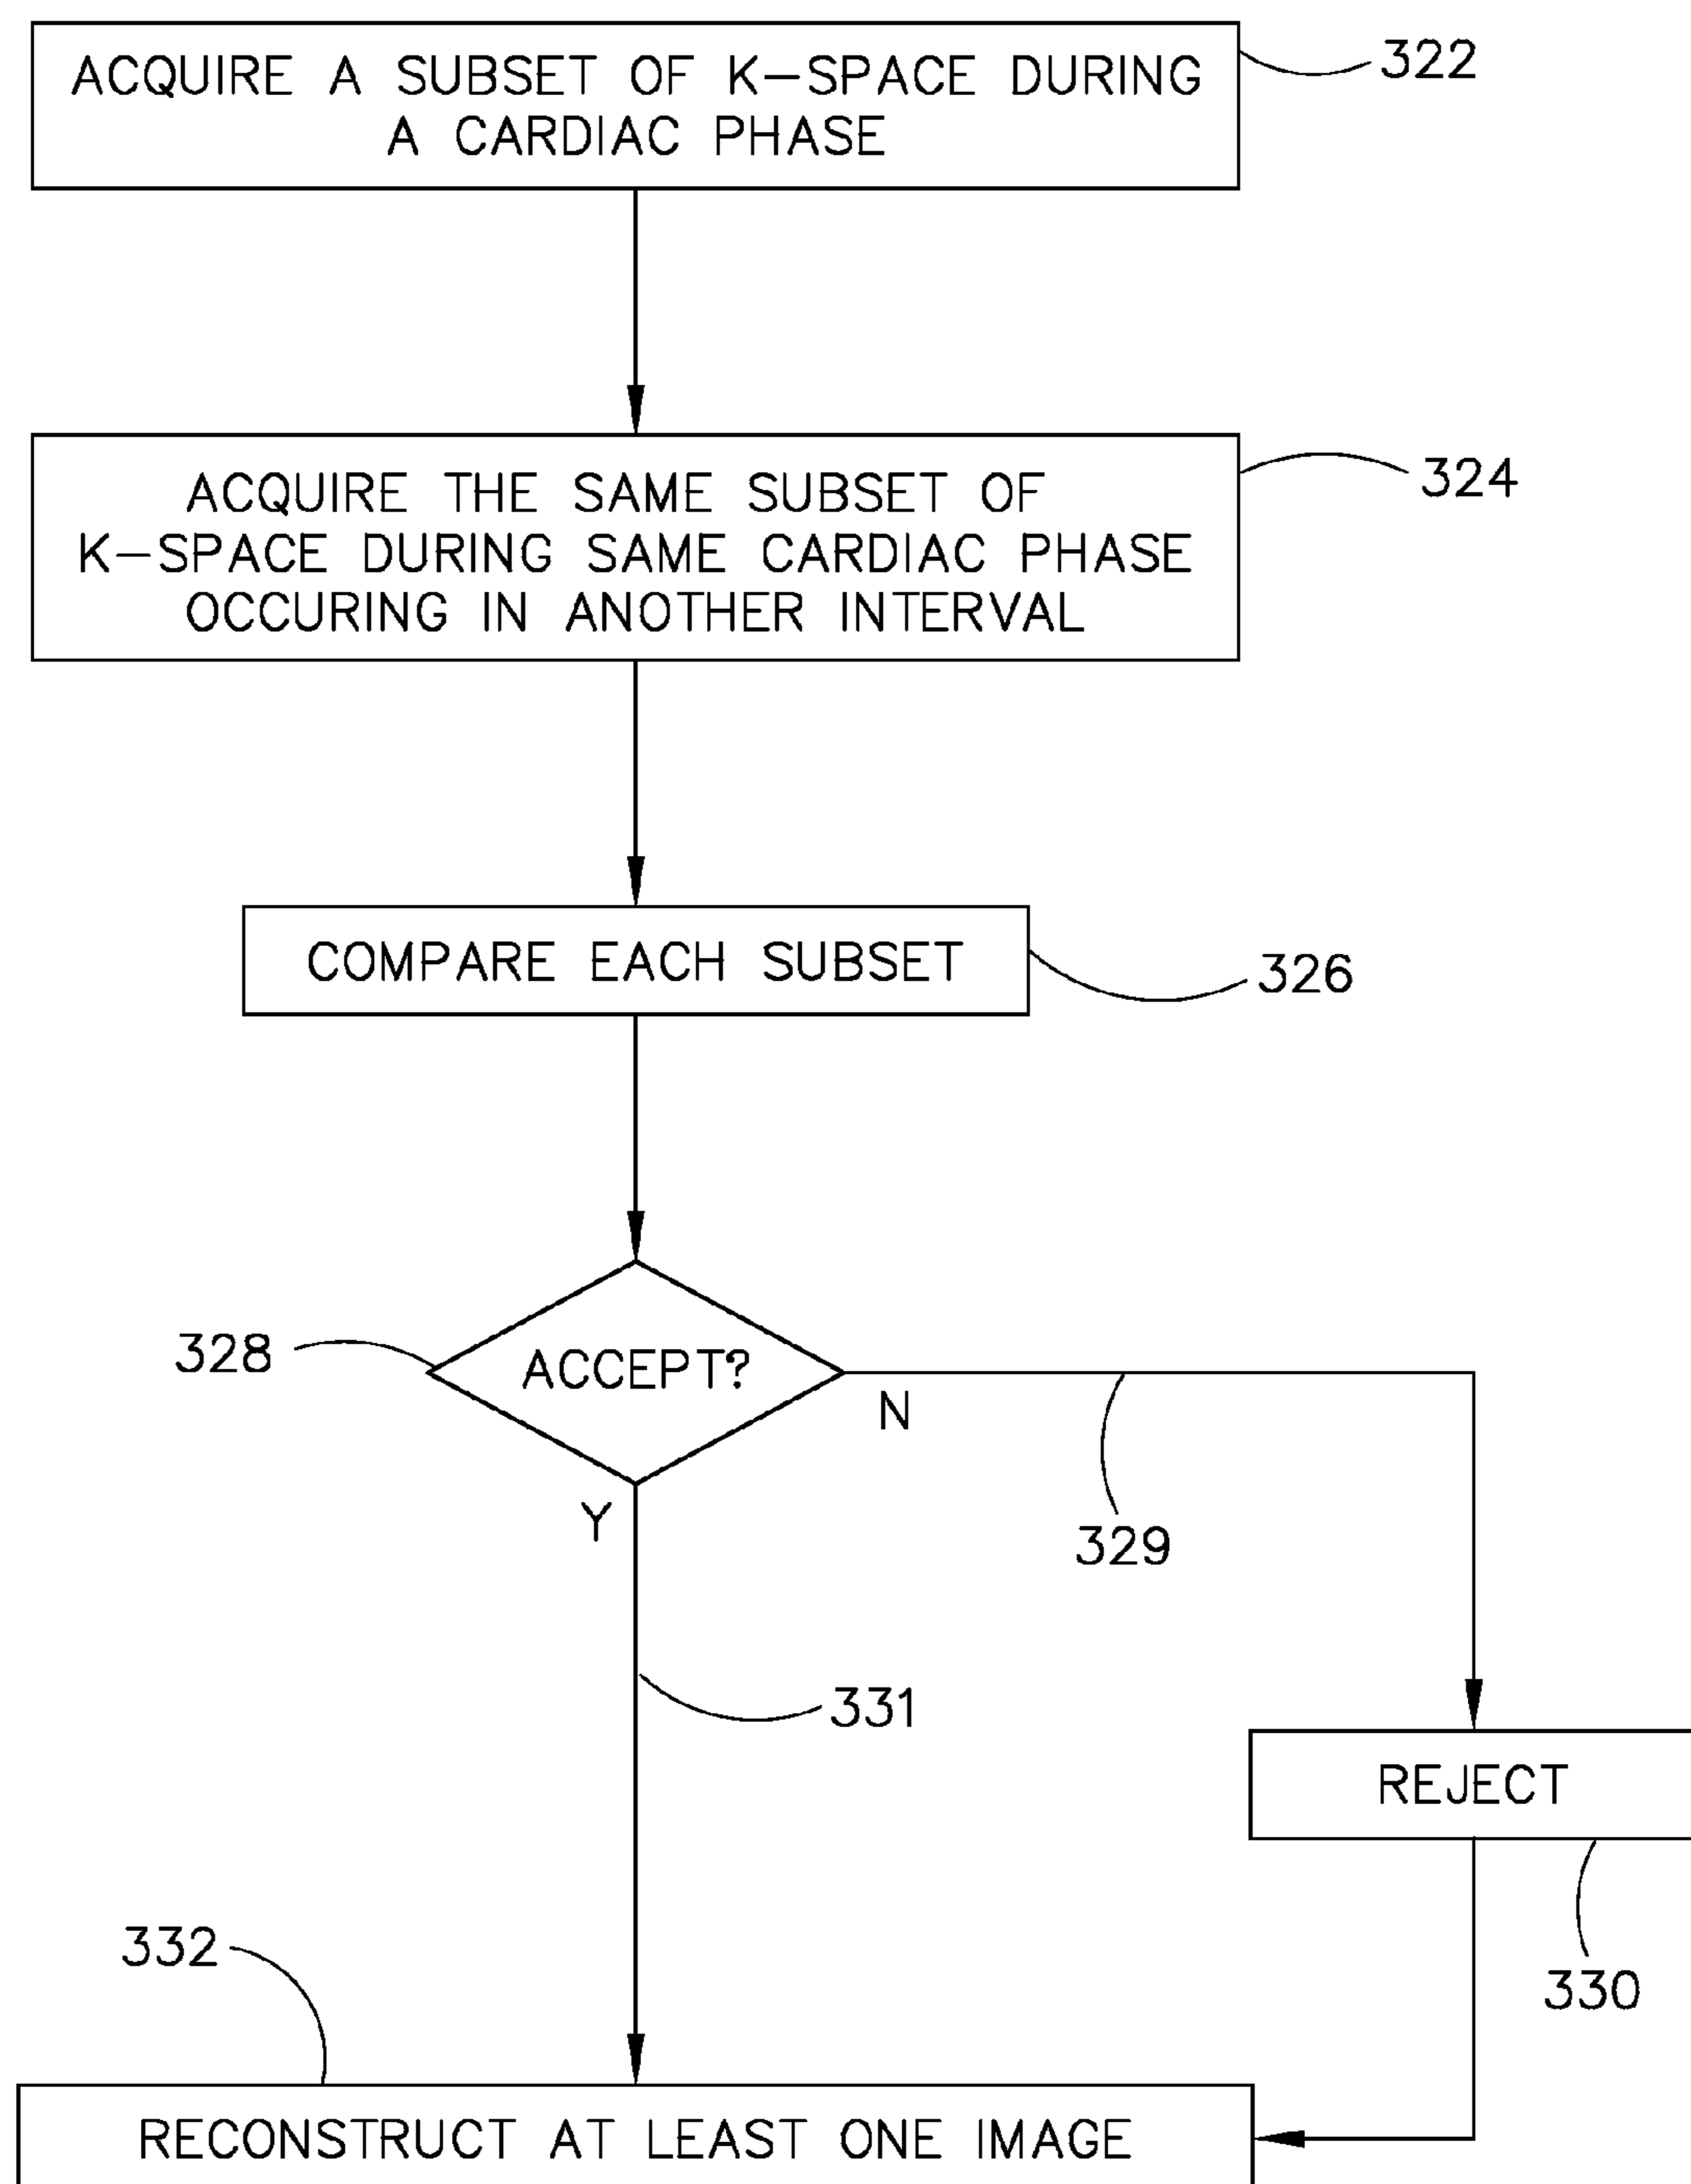 ACQUIRE A SUBSET OF K-SPACE DURING
A CARDIAC PHASE
322
ACQUIRE THE SAME SUBSET OF
K-SPACE DURING SAME CARDIAC PHASE
OCCURING IN ANOTHER INTERVAL
324
COMPARE EACH SUBSET
326
328
ACCEPT?
N
Y
329
331
REJECT
332
330
RECONSTRUCT AT LEAST ONE IMAGE